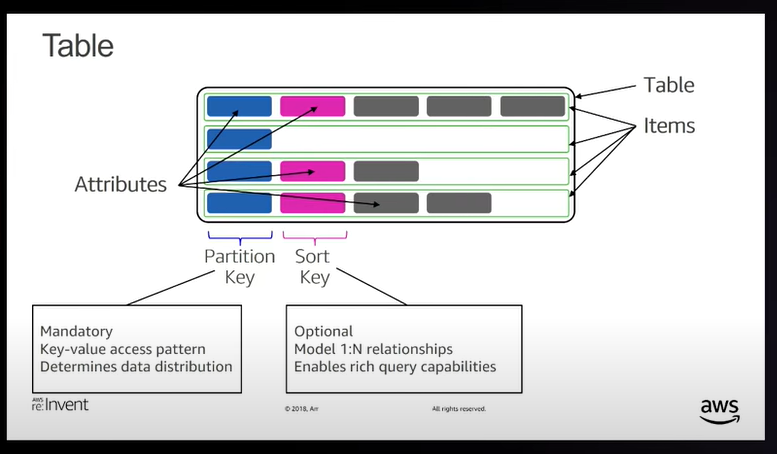 Table
Table
Items
Attributes
Partition
Key
Sort
Key
Mandatory
Key-value access pattern
Determines data distribution
Optional
Model 1:N relationships
Enables rich query capabilities
AWS
re:Invent
© 2018, Arr
All rights reserved.
aws